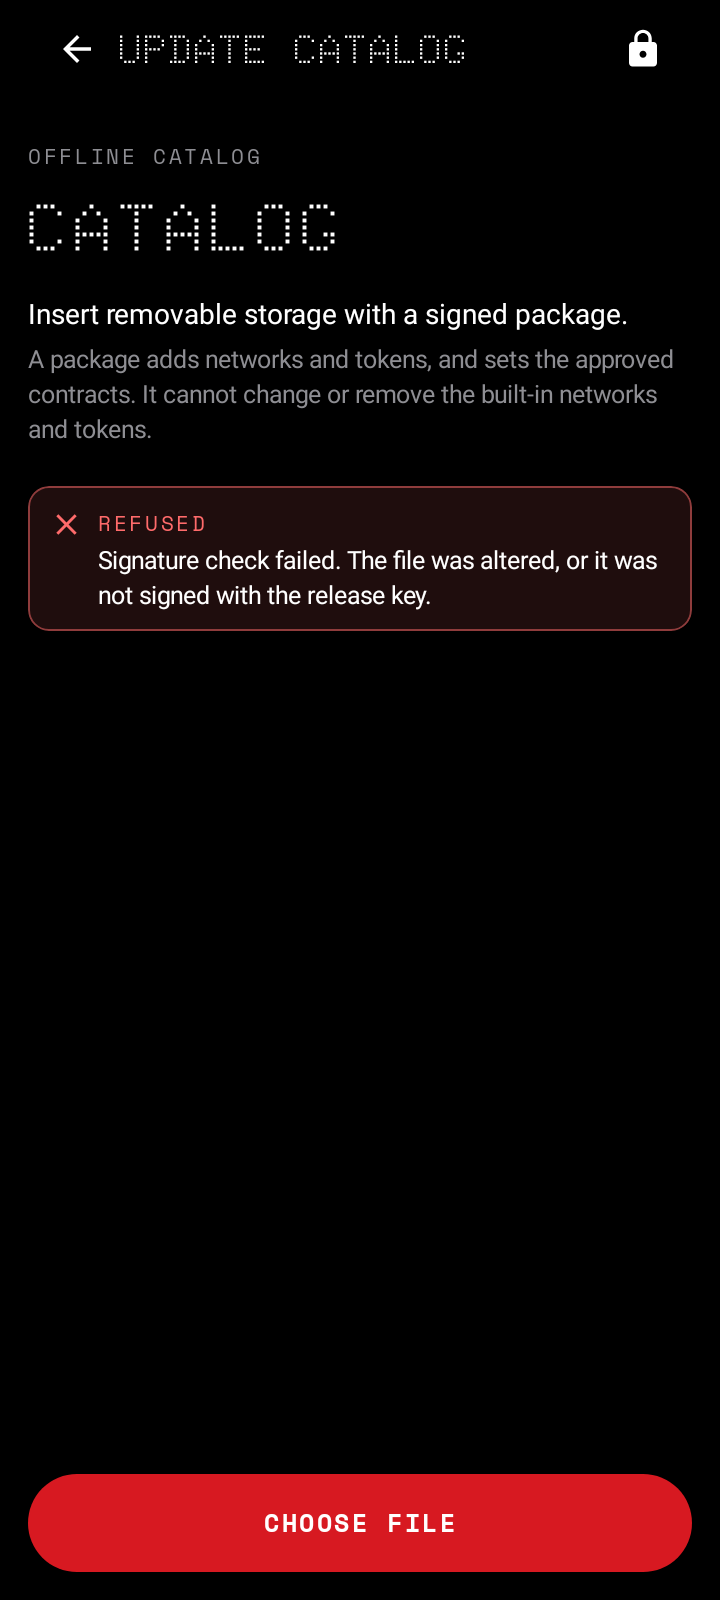 UPDATE CATALOG
OFFLINE CATALOG
CATALOG
Insert removable storage with a signed package.
A package adds networks and tokens, and sets the approved
contracts. It cannot change or remove the built-in networks
and tokens.
REFUSED
Signature check failed. The file was altered, or it was
not signed with the release key.
CHOOSE FILE